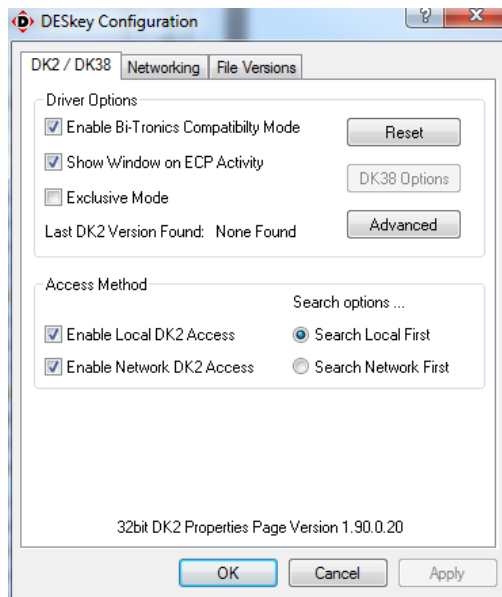 DESkey Configuration
?
X
DK2 / DK38
Networking
File Versions
Driver Options
Enable Bi-Tronics Compatibilty Mode
Reset
Show Window on ECP Activity
DK38 Options
Exclusive Mode
Last DK2 Version Found: None Found
Advanced
Access Method
Search options ...
Enable Local DK2 Access
Search Local First
Enable Network DK2 Access
Search Network First
32bit DK2 Properties Page Version 1.90.0.20
OK
Cancel
Apply